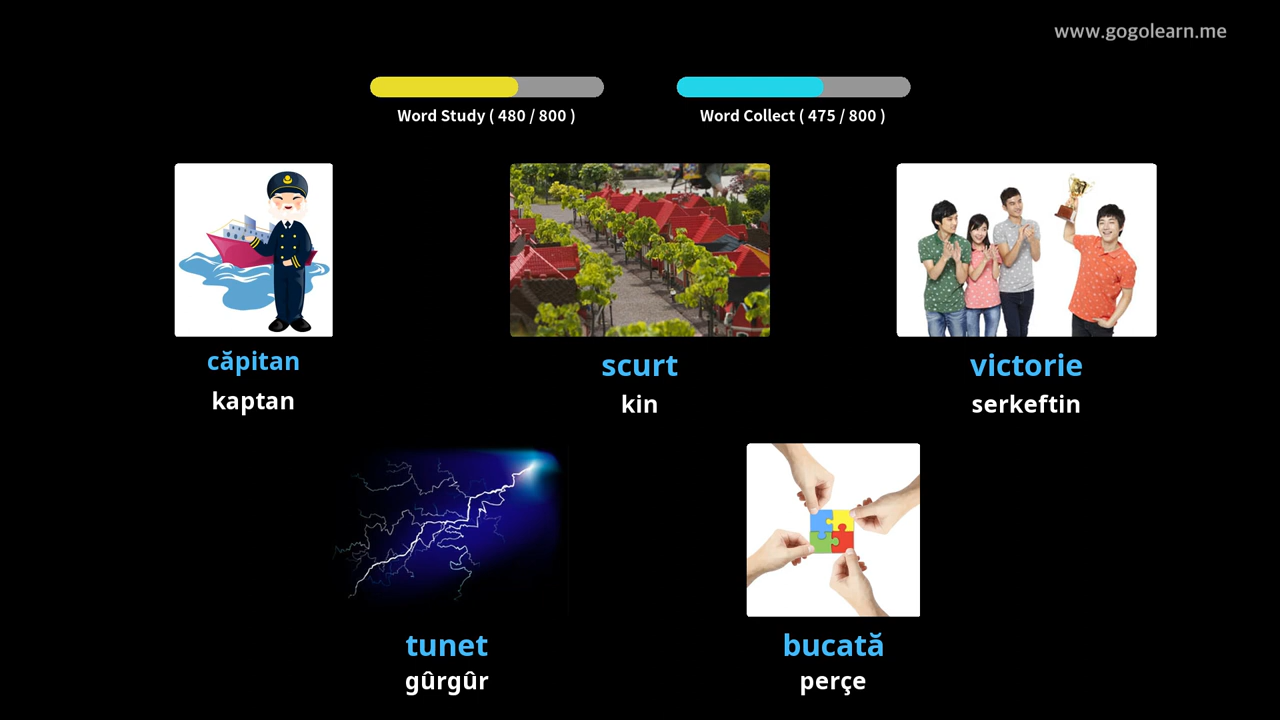 www.gogolearn.me
Word Study ( 480 / 800 )
Word Collect ( 475 / 800 )
căpitan
kaptan
scurt
kin
victorie
serkeftin
tunet
gûrgûr
bucată
perçe